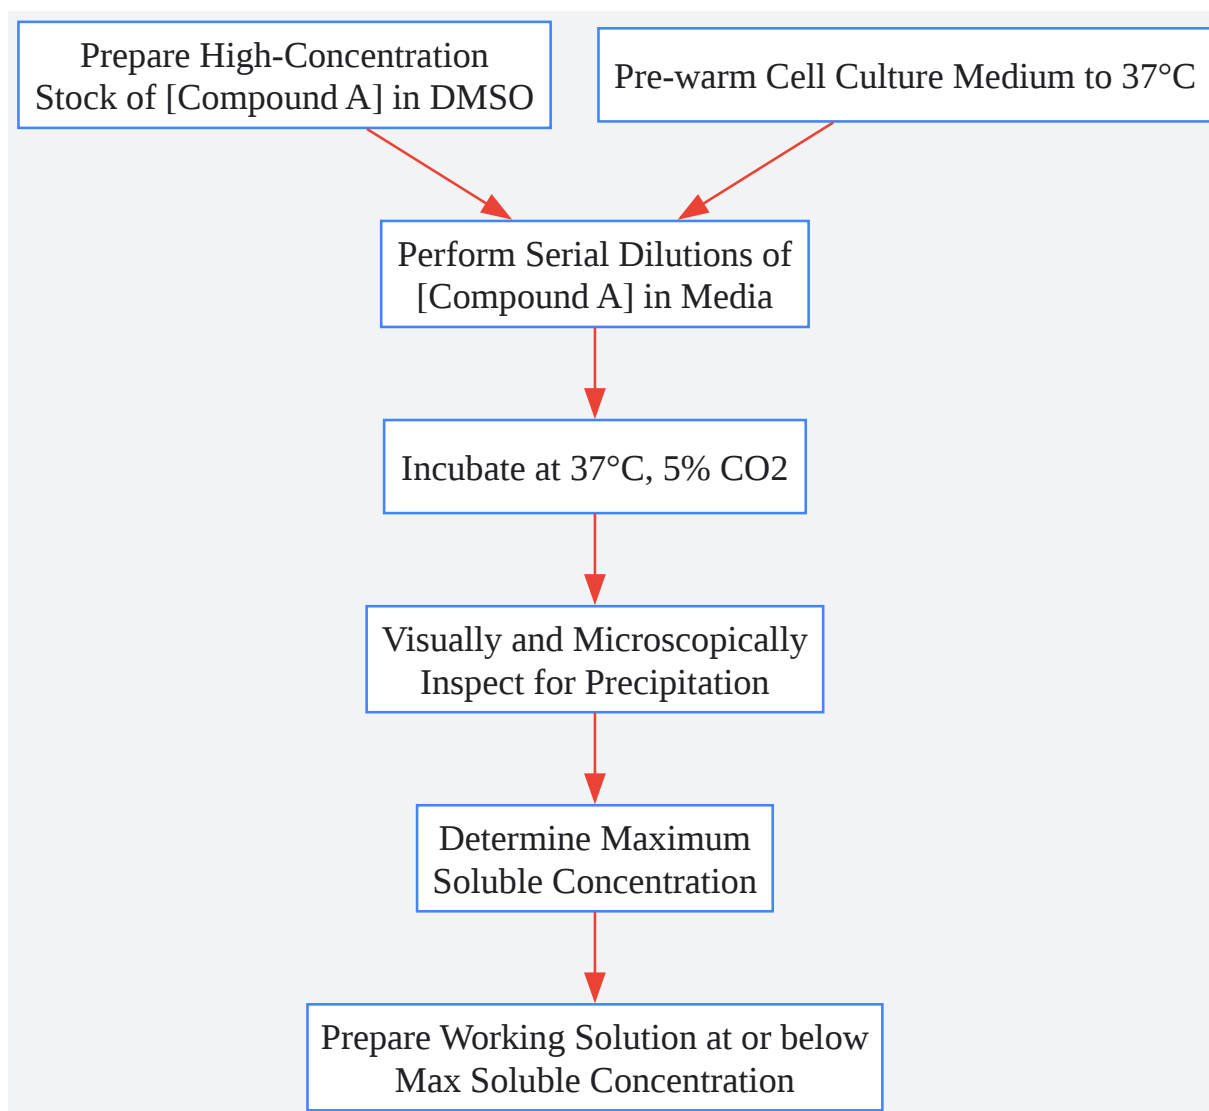 Prepare High-Concentration
Stock of [Compound A] in DMSO
Pre-warm Cell Culture Medium to 37°C
Perform Serial Dilutions of
[Compound A] in Media
Incubate at 37°C, 5% CO2
Visually and Microscopically
Inspect for Precipitation
Determine Maximum
Soluble Concentration
Prepare Working Solution at or below
Max Soluble Concentration